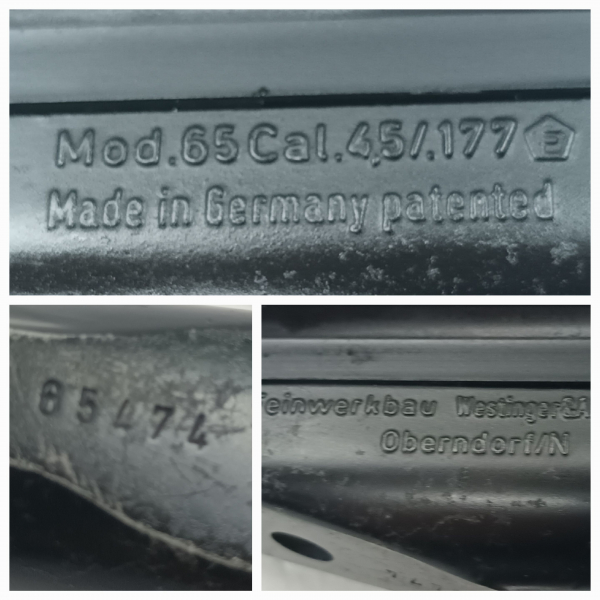 Mod.65 Cal.4,5/.177 F
Made in Germany patented
65474
Feinwerkbau Westinger&A
Oberndorf/N